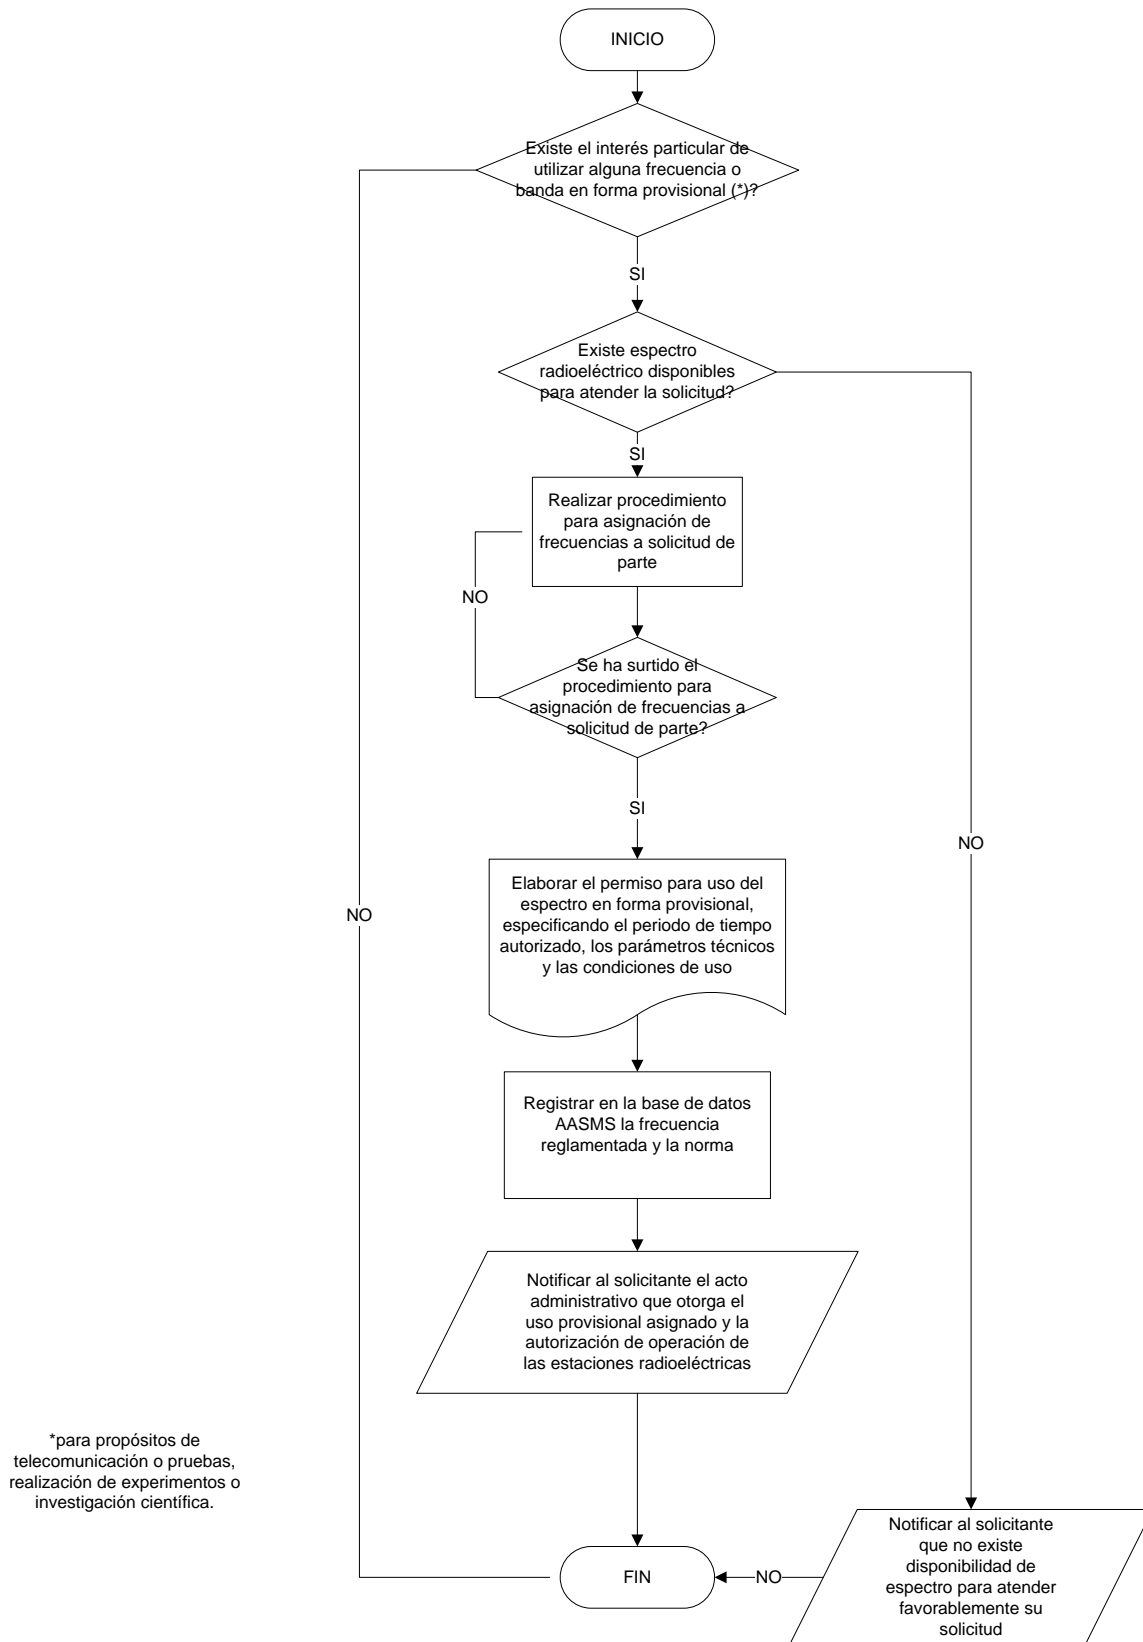 INICIO
Existe el interés particular de
utilizar alguna frecuencia o
banda en forma provisional (*)?
SI
Existe espectro
radioeléctrico disponibles
para atender la solicitud?
SI
Realizar procedimiento
para asignación de
frecuencias a solicitud de
parte
NO
Se ha surtido el
procedimiento para
asignación de frecuencias a
solicitud de parte?
SI
NO
Elaborar el permiso para uso del
espectro en forma provisional,
especificando el periodo de tiempo
autorizado, los parámetros técnicos
y las condiciones de uso
NO
Registrar en la base de datos
AASMS la frecuencia
reglamentada y la norma
Notificar al solicitante el acto
administrativo que otorga el
uso provisional asignado y la
autorización de operación de
las estaciones radioeléctricas
*para propósitos de
telecomunicación o pruebas,
realización de experimentos o
investigación científica.
Notificar al solicitante
que no existe
disponibilidad de
espectro para atender
favorablemente su
solicitud
NO
FIN